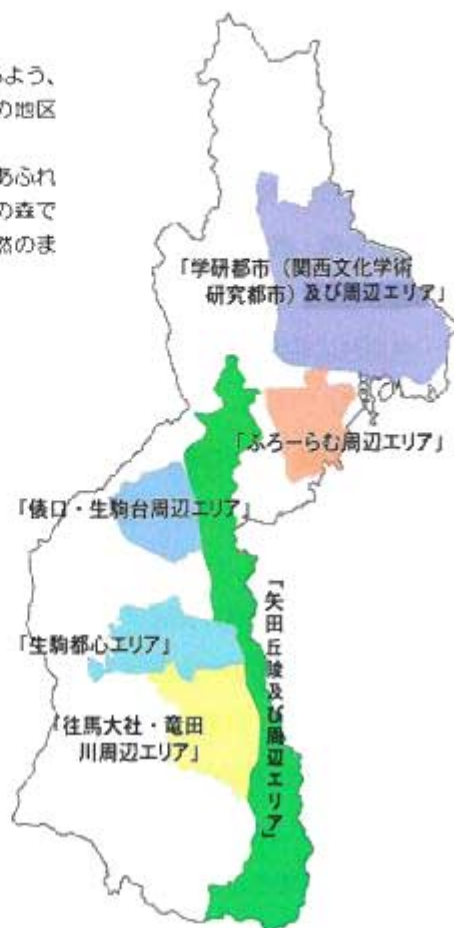 るよう、
の地区
あふれ
の森で
然のま
「学研都市（関西文化学術
研究都市）及び周辺エリア」
「ふろーらむ周辺エリア」
「俵口・生駒台周辺エリア」
「生駒都心エリア」
「往馬大社・竜田
川周辺エリア」
「矢田丘陵及び周辺エリア」